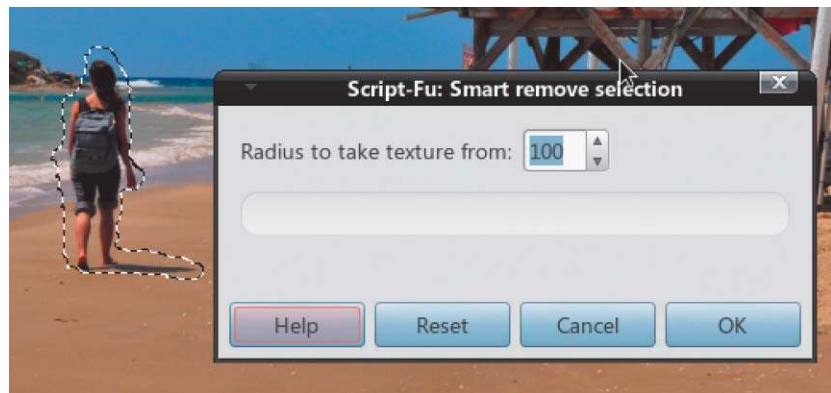 Script-Fu: Smart remove selection
Radius to take texture from: 100
Help Reset Cancel OK